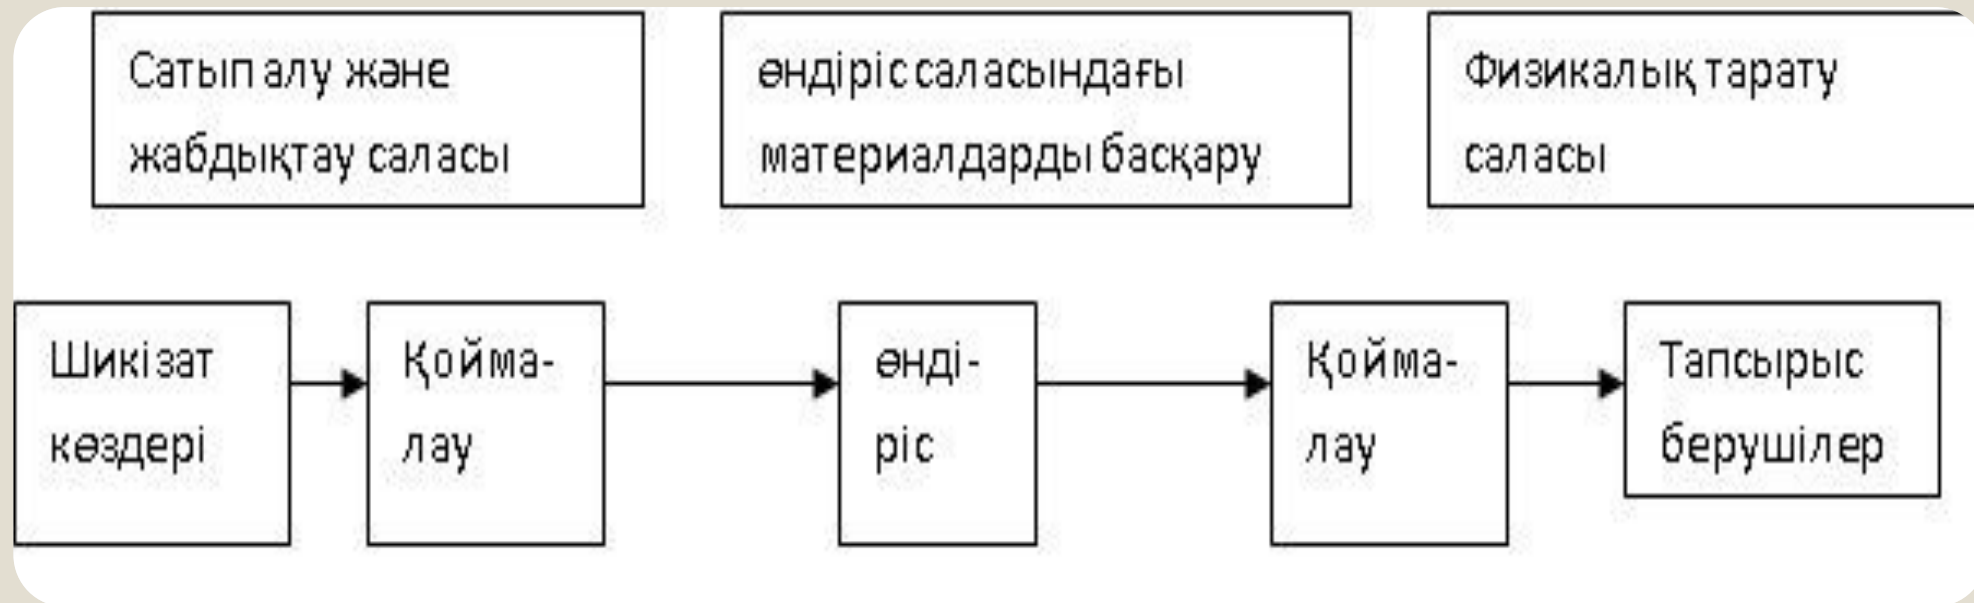 Сатып алу және
жабдықтау саласы
өндіріс саласындағы
материалдарды басқару
Физикалық тарату
саласы
Шикізат
көздері
Қойма-
лау
өнді-
ріс
Қойма-
лау
Тапсырыс
берушілер